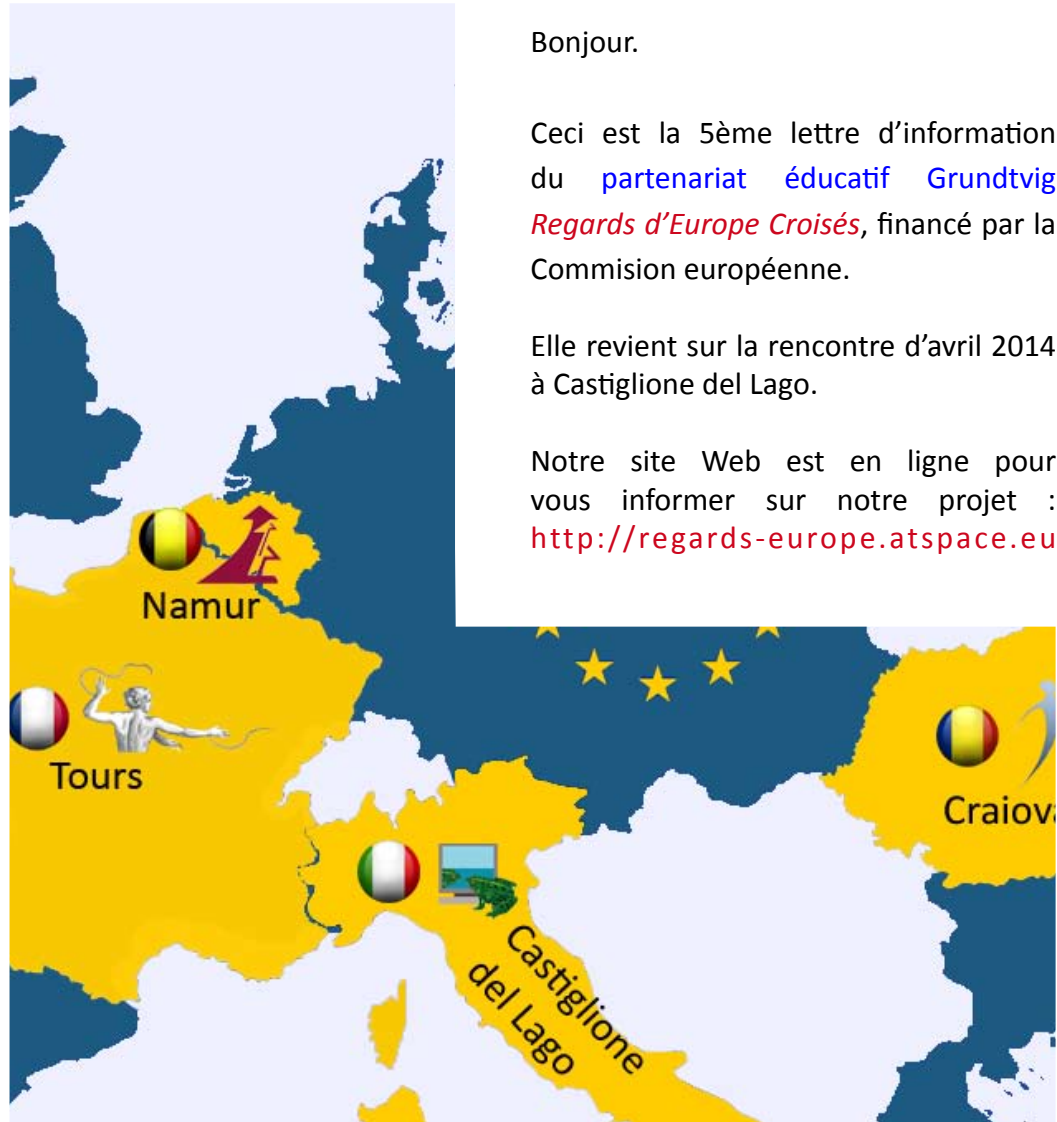 Bonjour.
Ceci est la 5ème lettre d'information
du partenariat éducatif Grundtvig
Regards d'Europe Croisés, financé par la
Commision européenne.
Elle revient sur la rencontre d'avril 2014
à Castiglione del Lago.
Notre site Web est en ligne pour
vous informer sur notre projet :
http://regards-europe.atspace.eu
Namur
Tours
Craiova
Castiglione
del Lago